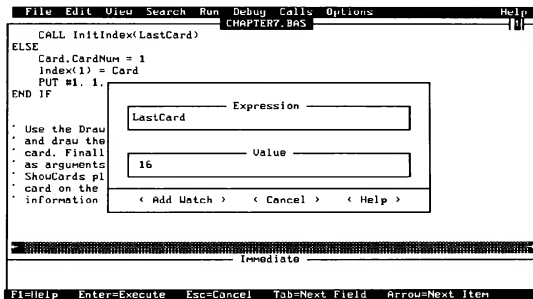 File Edit View Search Run Debug Calls Options Help
CHAPTER7.BAS
CALL InitIndex(LastCard)
ELSE
Card.CardNum = 1
Index(1) = Card
PUT #1, 1,
END IF
Expression
LastCard
' Use the Draw
' and draw the
' card. Finall
' as arguments
' ShowCards pl
' card on the
' information
Value
16
< Add Watch > < Cancel > < Help >
Immediate
F1=Help Enter=Execute Esc=Cancel Tab=Next Field Arrow=Next Item